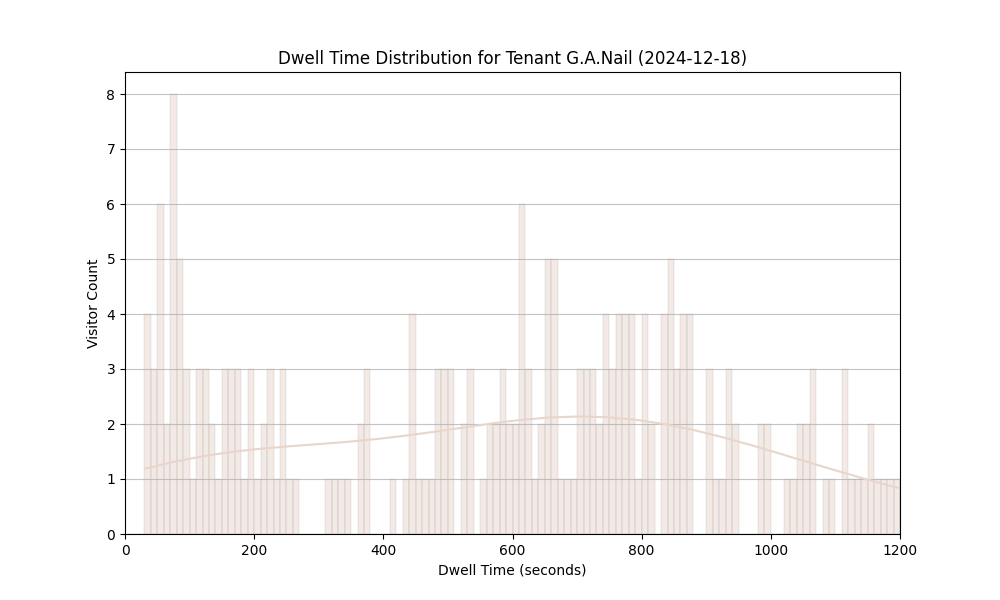 Dwell Time Distribution for Tenant G.A.Nail (2024-12-18)
8
7
6
5
4
3
2
1
0
Visitor Count
0 200 400 600 800 1000 1200
Dwell Time (seconds)